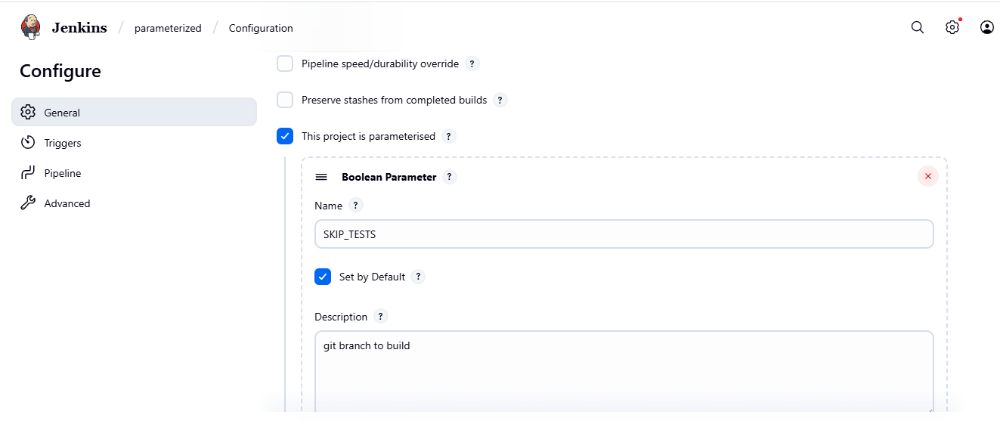 Jenkins / parameterized / Configuration
Configure
General
Triggers
Pipeline
Advanced
Pipeline speed/durability override ?
Preserve stashes from completed builds ?
This project is parameterised ?
Boolean Parameter ?
Name ?
SKIP_TESTS
Set by Default ?
Description ?
git branch to build